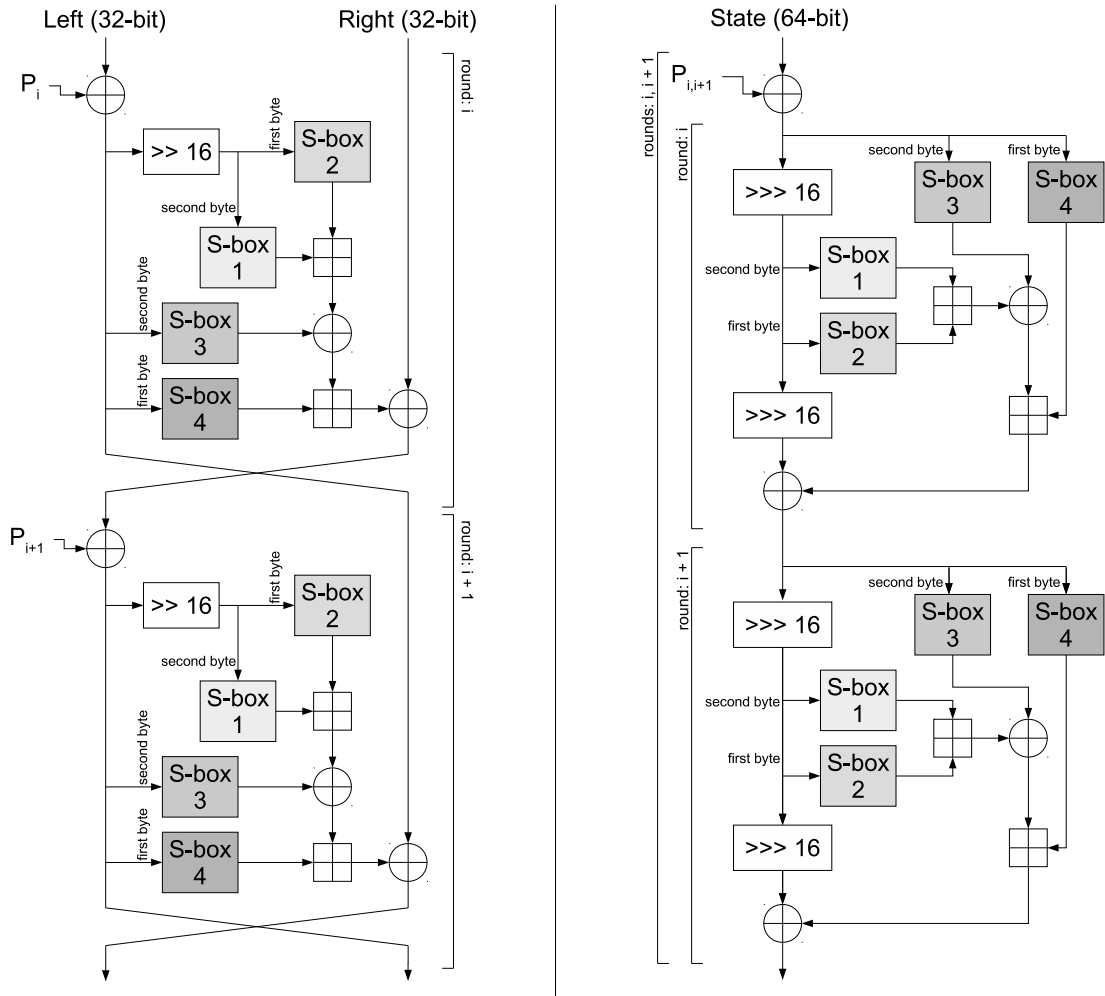 Left (32-bit)
Right (32-bit)
P i
round: i
>> 16
first byte
S-box
2
second byte
S-box
1
second byte
S-box
3
first byte
S-box
4
P i+1
round: i + 1
>> 16
first byte
S-box
2
second byte
S-box
1
second byte
S-box
3
first byte
S-box
4
State (64-bit)
rounds: i, i + 1
P i,i+1
round: i
second byte
first byte
>>> 16
S-box
3
S-box
4
second byte
S-box
1
first byte
S-box
2
>>> 16
round: i + 1
second byte
first byte
>>> 16
S-box
3
S-box
4
second byte
S-box
1
first byte
S-box
2
>>> 16